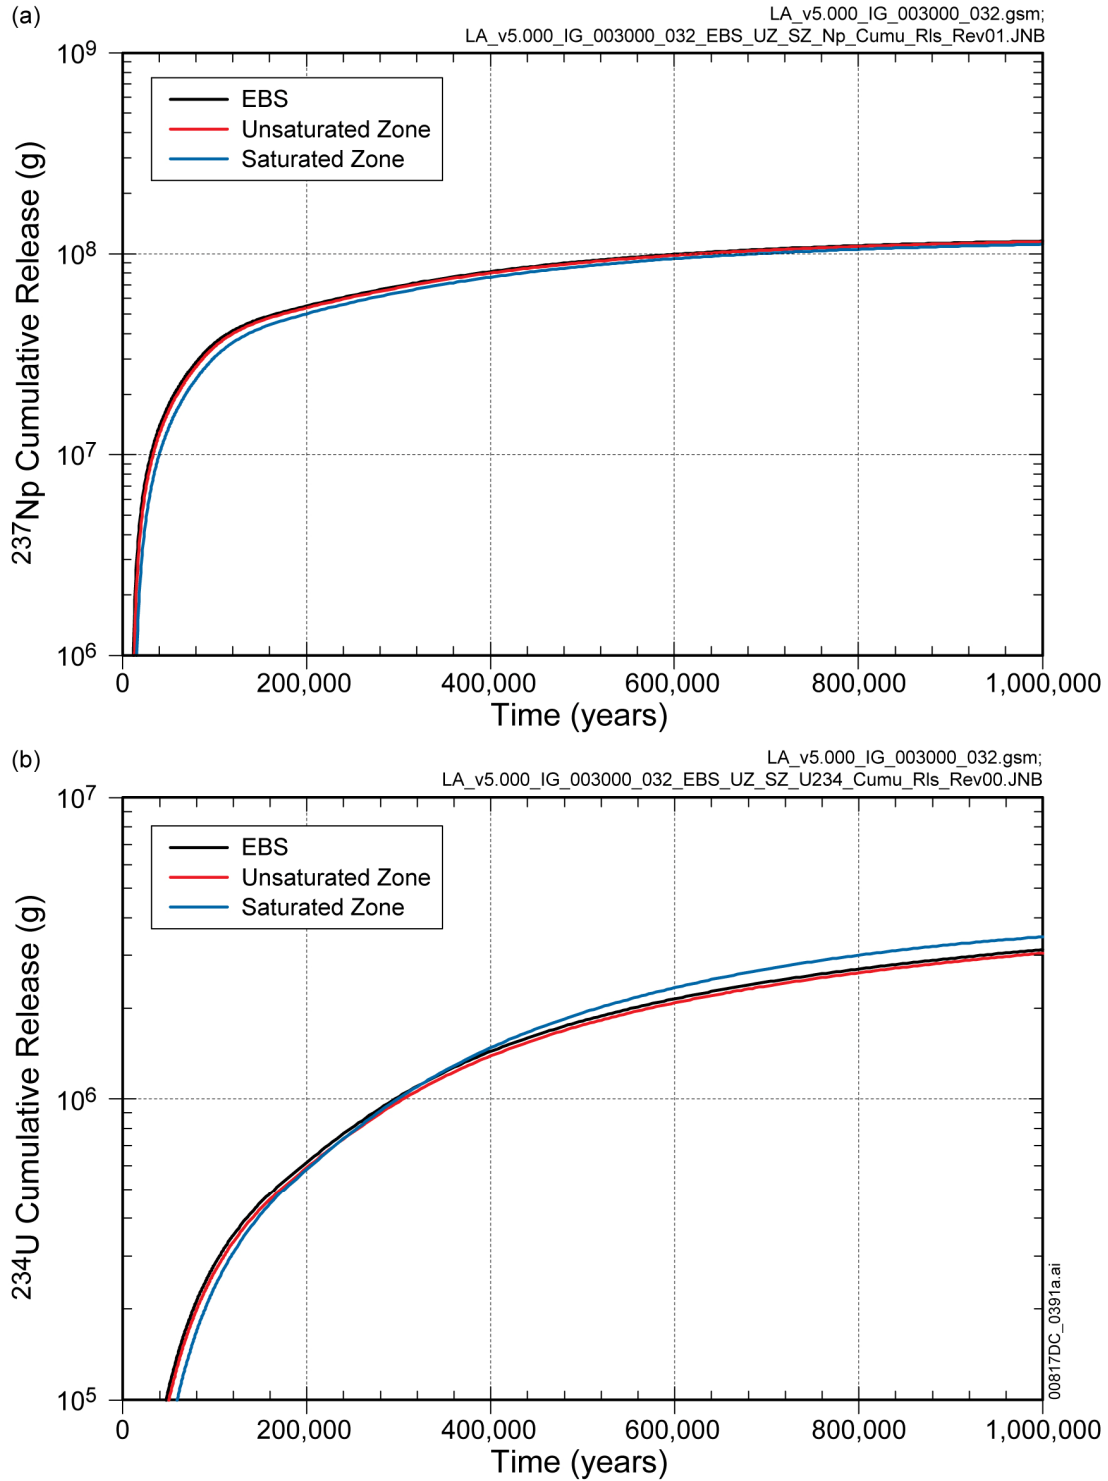 (a)
LA_v5.000_IG_003000_032.gsm;
LA_v5.000_IG_003000_032_EBS_UZ_SZ_Np_Cumu_Rls_Rev01.JNB
10⁹
EBS
Unsaturated Zone
Saturated Zone
10⁸
²³⁷Np Cumulative Release (g)
10⁷
10⁶
0
200,000
400,000
600,000
800,000
1,000,000
Time (years)
(b)
LA_v5.000_IG_003000_032.gsm;
LA_v5.000_IG_003000_032_EBS_UZ_SZ_U234_Cumu_Rls_Rev00.JNB
10⁷
EBS
Unsaturated Zone
Saturated Zone
²³⁴U Cumulative Release (g)
10⁶
10⁵
0
200,000
400,000
600,000
800,000
1,000,000
Time (years)
00817DC_0391a.ai